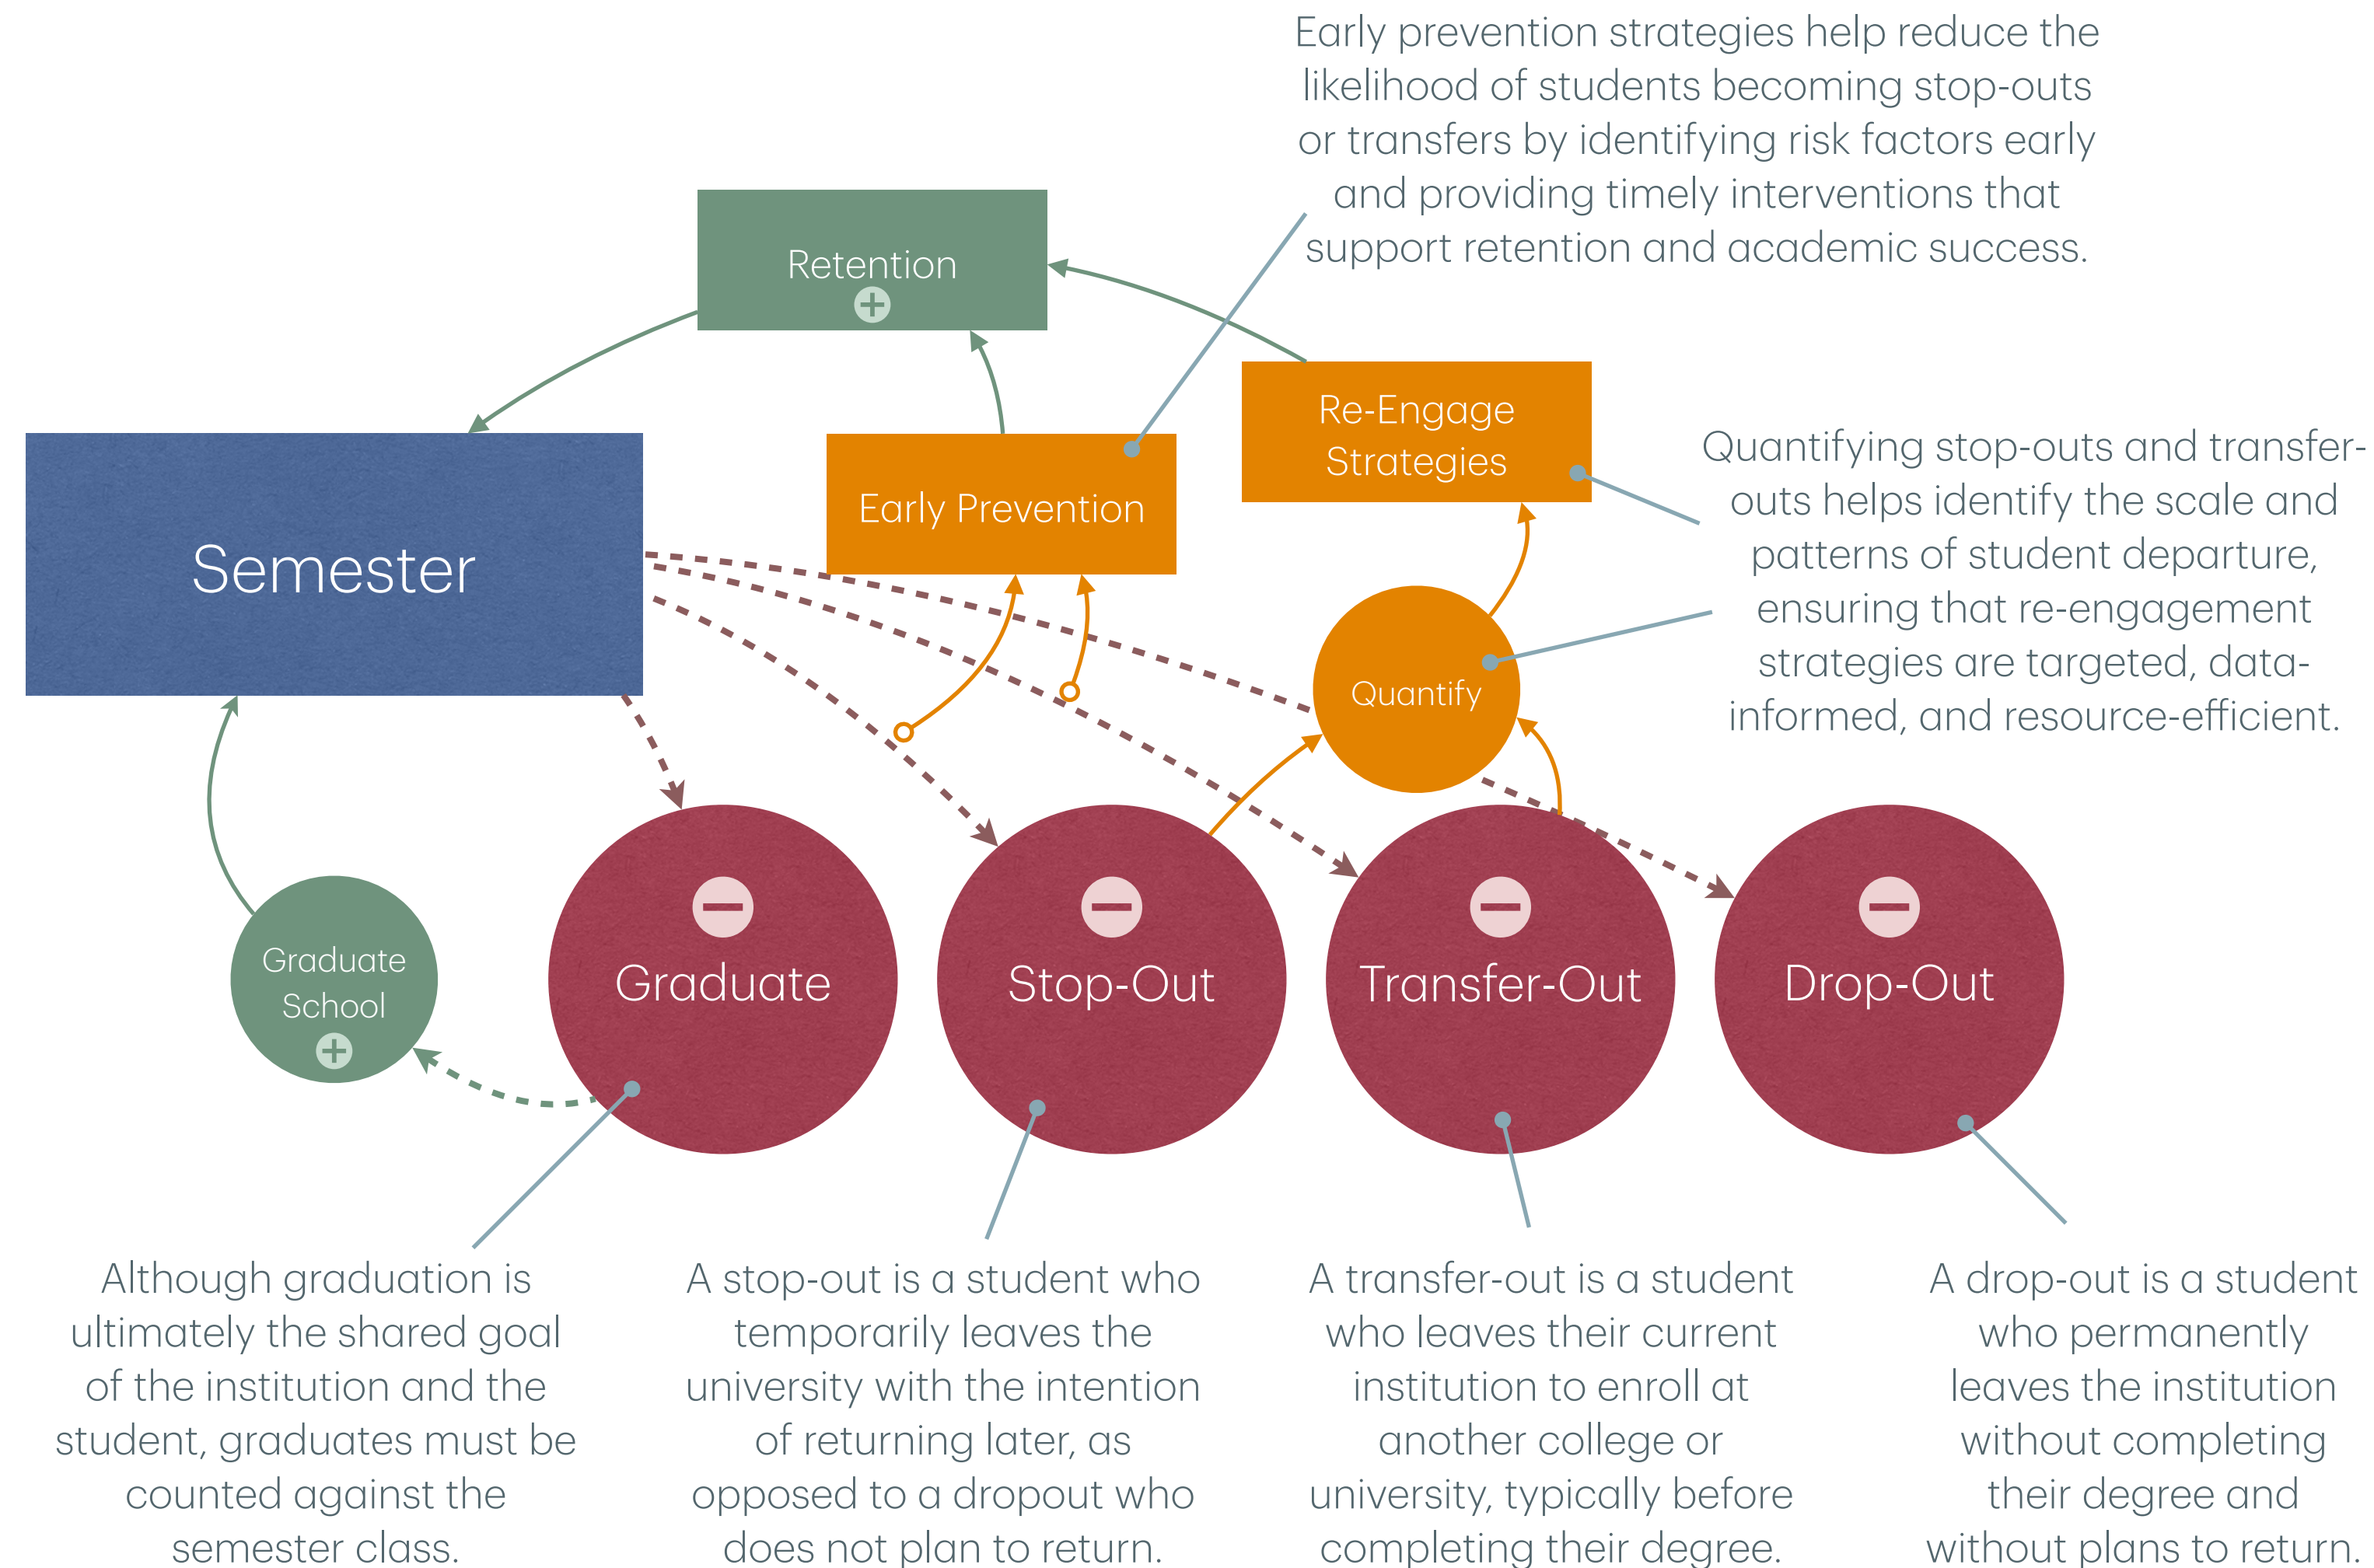 Early prevention strategies help reduce the
likelihood of students becoming stop-outs
or transfers by identifying risk factors early
and providing timely interventions that
support retention and academic success.
Retention
Re-Engage
Strategies
Early Prevention
Semester
Quantifying stop-outs and transfer-
outs helps identify the scale and
patterns of student departure,
ensuring that re-engagement
strategies are targeted, data-
informed, and resource-efficient.
Quantify
Graduate
School
Graduate
Stop-Out
Transfer-Out
Drop-Out
Although graduation is
ultimately the shared goal
of the institution and the
student, graduates must be
counted against the
semester class.
A stop-out is a student who
temporarily leaves the
university with the intention
of returning later, as
opposed to a dropout who
does not plan to return.
A transfer-out is a student
who leaves their current
institution to enroll at
another college or
university, typically before
completing their degree.
A drop-out is a student
who permanently
leaves the institution
without completing
their degree and
without plans to return.